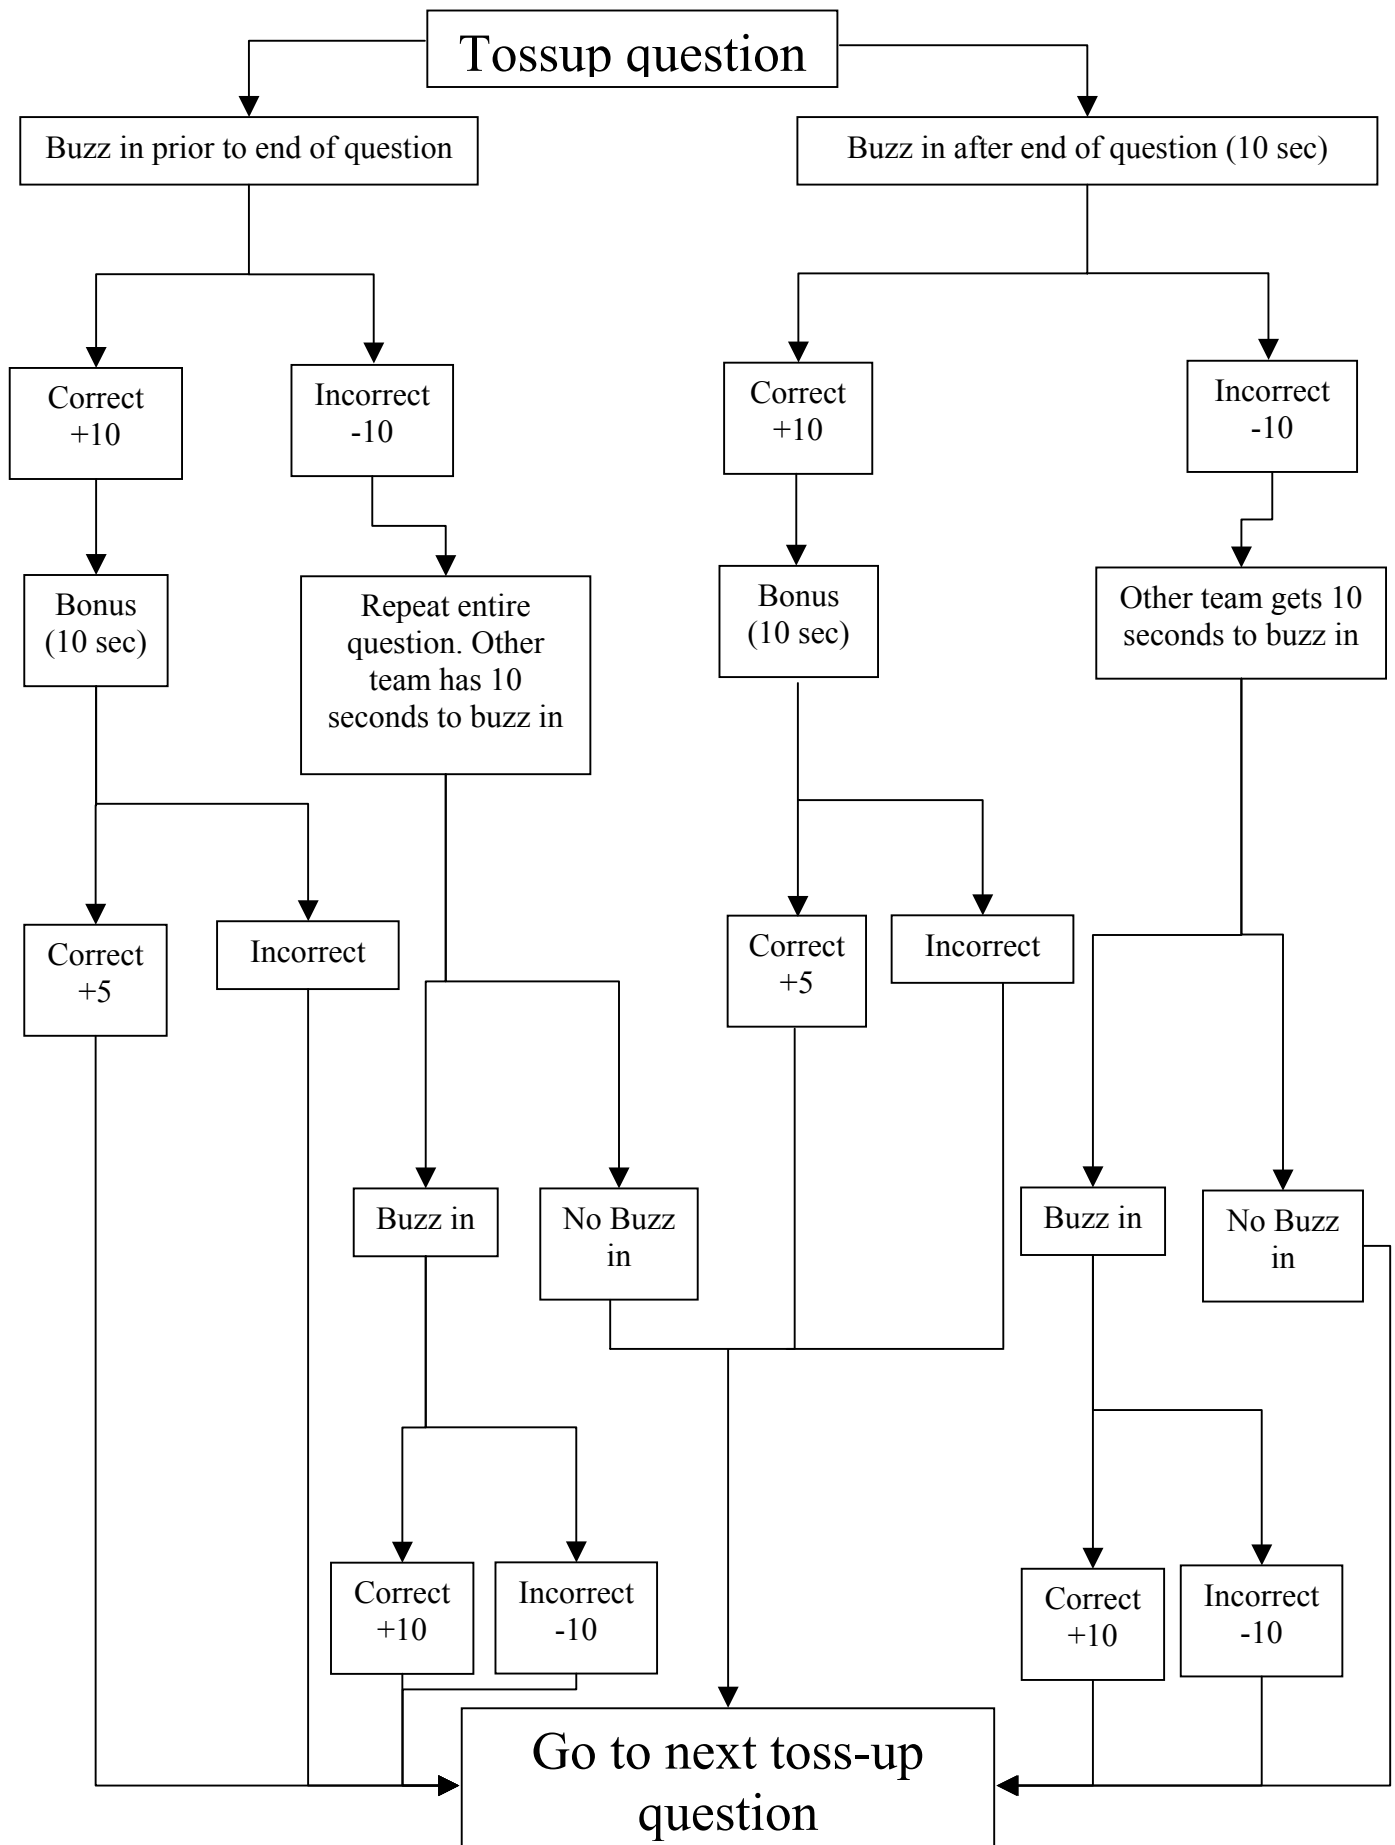 Tossup question
Buzz in prior to end of question
Buzz in after end of question (10 sec)
Correct
+10
Incorrect
-10
Correct
+10
Incorrect
-10
Bonus
(10 sec)
Repeat entire
question. Other
team has 10
seconds to buzz in
Bonus
(10 sec)
Other team gets 10
seconds to buzz in
Correct
+5
Incorrect
Correct
+5
Incorrect
Buzz in
No Buzz
in
Buzz in
No Buzz
in
Correct
+10
Incorrect
-10
Correct
+10
Incorrect
-10
Go to next toss-up
question